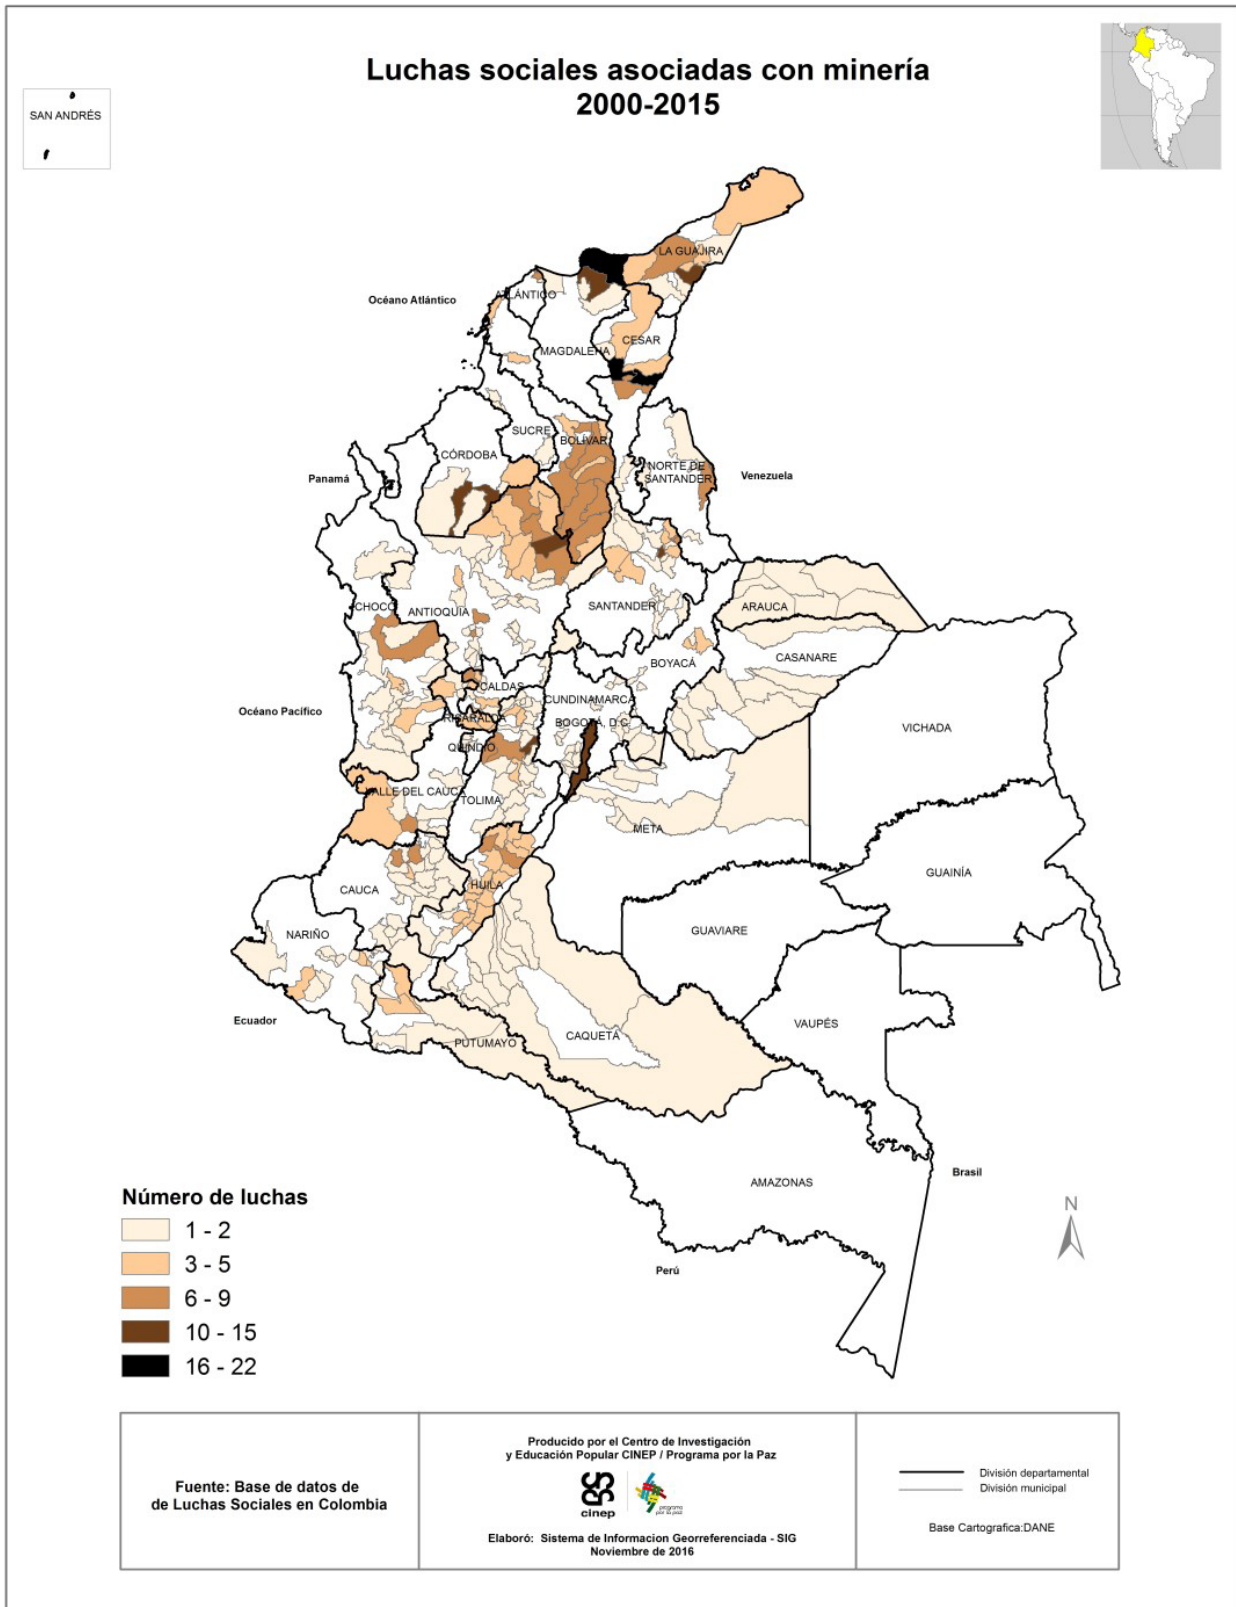 Luchas sociales asociadas con minería
2000-2015
SAN ANDRÉS
LA GUAJIRA
ATLÁNTICO
Océano Atlántico
CESAR
MAGDALENA
SUCRE
BOLÍVAR
CÓRDOBA
NORTE DE
SANTANDER
Venezuela
Panamá
CHOCÓ
ANTIOQUIA
SANTANDER
ARAUCA
BOYACÁ
CASANARE
CALDAS
CUNDINAMARCA
Océano Pacífico
RISARALDA
BOGOTÁ, D.C.
VICHADA
QUINDIO
VALLE DEL CAUCA
TOLIMA
META
GUAINÍA
CAUCA
HUILA
GUAVIARE
NARIÑO
Ecuador
VAUPÉS
CAQUETÁ
PUTUMAYO
Brasil
AMAZONAS
Perú
N
Número de luchas
1 - 2
3 - 5
6 - 9
10 - 15
16 - 22
Fuente: Base de datos de
de Luchas Sociales en Colombia
Producido por el Centro de Investigación
y Educación Popular CINEP / Programa por la Paz
cinep
programa
por la paz
Elaboró: Sistema de Informacion Georreferenciada - SIG
Noviembre de 2016
División departamental
División municipal
Base Cartografica:DANE